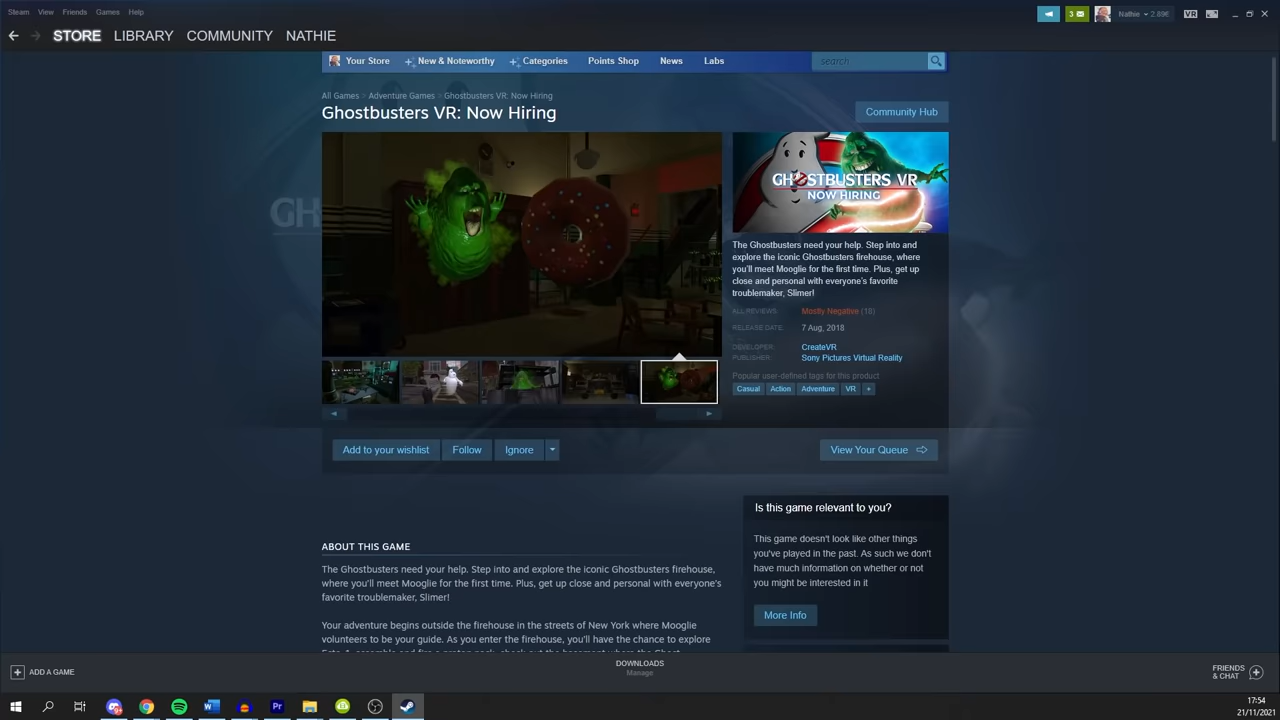 Steam View Friends Games Help
3
Nathie 2.89€
VR
STORE LIBRARY COMMUNITY NATHIE
Your Store New & Noteworthy Categories Points Shop News Labs
search
All Games > Adventure Games > Ghostbusters VR: Now Hiring
Ghostbusters VR: Now Hiring
Community Hub
GH
GHOSTBUSTERS VR
NOW HIRING
The Ghostbusters need your help. Step into and
explore the iconic Ghostbusters firehouse, where
you'll meet Mooglie for the first time. Plus, get up
close and personal with everyone's favorite
troublemaker, Slimer!
ALL REVIEWS: Mostly Negative (18)
RELEASE DATE: 7 Aug, 2018
DEVELOPER: CreateVR
PUBLISHER: Sony Pictures Virtual Reality
Popular user-defined tags for this product
Casual Action Adventure VR +
Add to your wishlist Follow Ignore
View Your Queue
ABOUT THIS GAME
The Ghostbusters need your help. Step into and explore the iconic Ghostbusters firehouse,
where you'll meet Mooglie for the first time. Plus, get up close and personal with everyone's
favorite troublemaker, Slimer!
Your adventure begins outside the firehouse in the streets of New York where Mooglie
volunteers to be your guide. As you enter the firehouse, you'll have the chance to explore
Is this game relevant to you?
This game doesn't look like other things
you've played in the past. As such we don't
have much information on whether or not
you might be interested in it
More Info
ADD A GAME
DOWNLOADS
Manage
FRIENDS
& CHAT
17:54
21/11/2021